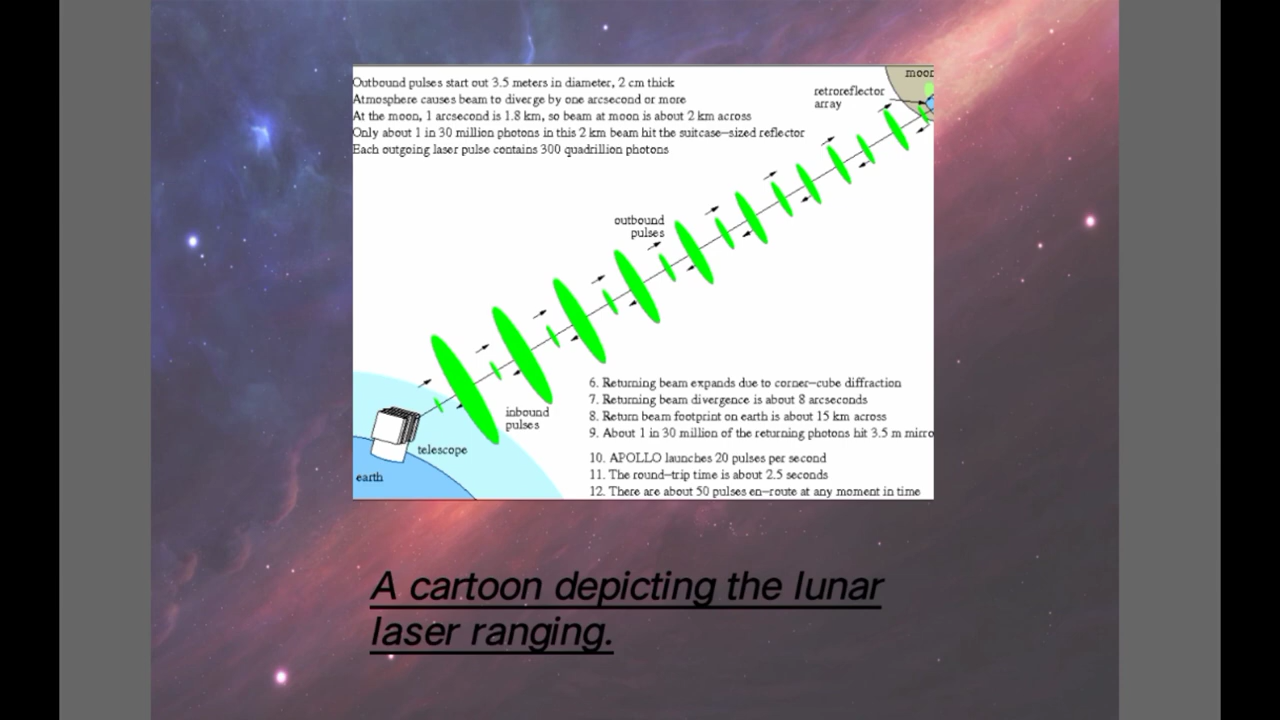 Outbound pulses start out 3.5 meters in diameter, 2 cm thick
Atmosphere causes beam to diverge by one arcsecond or more
At the moon, 1 arcsecond is 1.8 km, so beam at moon is about 2 km across
Only about 1 in 30 million photons in this 2 km beam hit the suitcase-sized reflector
Each outgoing laser pulse contains 300 quadrillion photons
moon
retroreflector
array
outbound
pulses
inbound
pulses
telescope
earth
6. Returning beam expands due to corner-cube diffraction
7. Returning beam divergence is about 8 arcseconds
8. Return beam footprint on earth is about 15 km across
9. About 1 in 30 million of the returning photons hit 3.5 m mirro
10. APOLLO launches 20 pulses per second
11. The round-trip time is about 2.5 seconds
12. There are about 50 pulses en-route at any moment in time
A cartoon depicting the lunar
laser ranging.